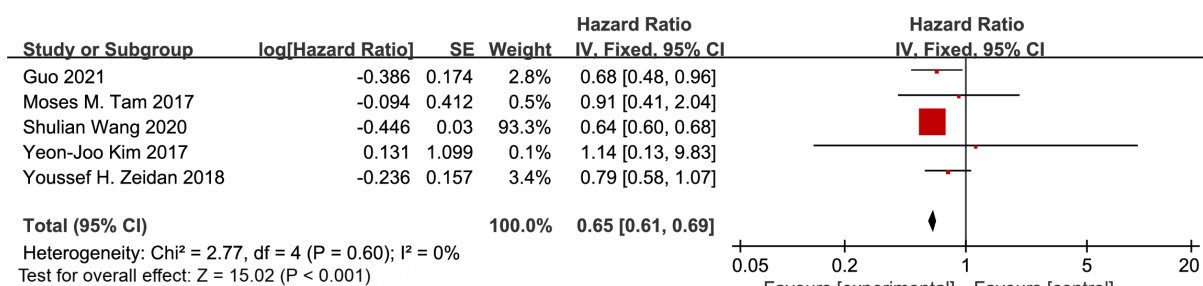 Hazard Ratio Hazard Ratio
Study or Subgroup log[Hazard Ratio] SE Weight IV, Fixed, 95% CI IV, Fixed, 95% CI
Guo 2021 -0.386 0.174 2.8% 0.68 [0.48, 0.96]
Moses M. Tam 2017 -0.094 0.412 0.5% 0.91 [0.41, 2.04]
Shulian Wang 2020 -0.446 0.03 93.3% 0.64 [0.60, 0.68]
Yeon-Joo Kim 2017 0.131 1.099 0.1% 1.14 [0.13, 9.83]
Youssef H. Zeidan 2018 -0.236 0.157 3.4% 0.79 [0.58, 1.07]
Total (95% CI) 100.0% 0.65 [0.61, 0.69]
Heterogeneity: Chi² = 2.77, df = 4 (P = 0.60); I² = 0%
Test for overall effect: Z = 15.02 (P < 0.001)
0.05 0.2 1 5 20
Favours [experimental] Favours [control]